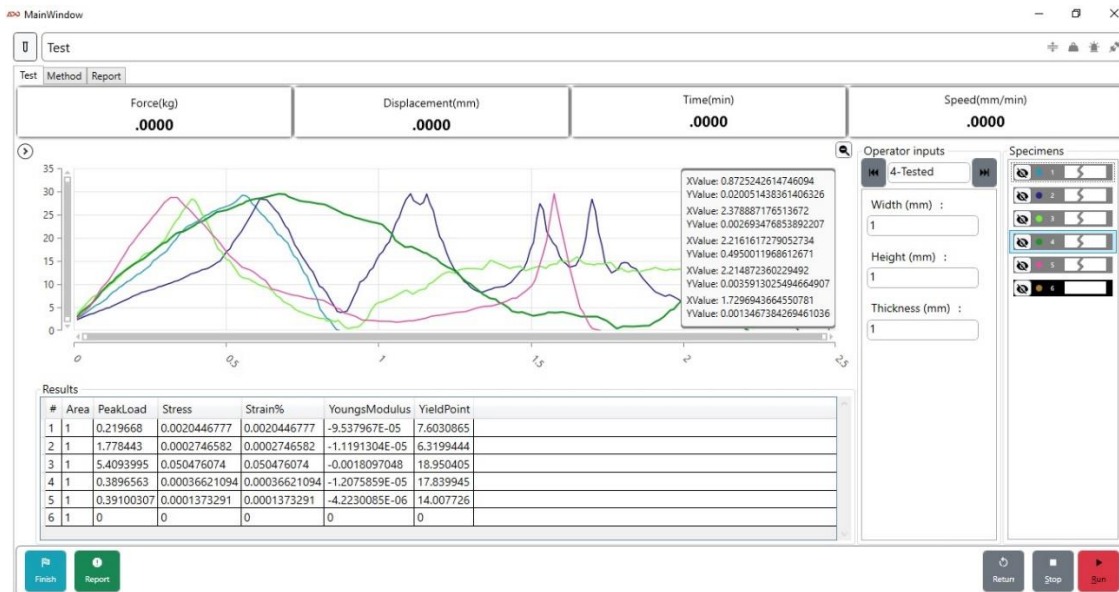 MainWindow
Test
Test Method Report
Force(kg) Displacement(mm) Time(min) Speed(mm/min)
.0000 .0000 .0000 .0000
Operator inputs Specimens
35
30
25
20
15
10
5
0
0 0.5 1 1.5 2 2.5
XValue: 0.8725242614746094
YValue: 0.020051438361406326
XValue: 2.378887176513672
YValue: 0.002693476853892207
XValue: 2.2161617279052734
YValue: 0.4950011968612671
XValue: 2.214872360229492
YValue: 0.0035913025494664907
XValue: 1.7296943664550781
YValue: 0.0013467384269461036
4-Tested
Width (mm) :
1
Height (mm) :
1
Thickness (mm) :
1
1
2
3
4
5
6
Results
# Area PeakLoad Stress Strain% YoungsModulus YieldPoint
1 1 0.219668 0.0020446777 0.0020446777 -9.537967E-05 7.6030865
2 1 1.778443 0.0002746582 0.0002746582 -1.1191304E-05 6.3199444
3 1 5.4093995 0.050476074 0.050476074 -0.0018097048 18.950405
4 1 0.3896563 0.00036621094 0.00036621094 -1.2075859E-05 17.839945
5 1 0.39100307 0.0001373291 0.0001373291 -4.2230085E-06 14.007726
6 1 0 0 0 0 0
Finish Report Return Stop Run